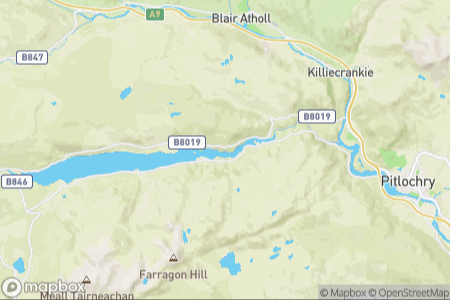 A9
Blair Atholl
B847
Killiecrankie
B8019
B8019
B846
Pitlochry
Farragon Hill
Meall Tairneachan
mapbox
© Mapbox © OpenStreetMap